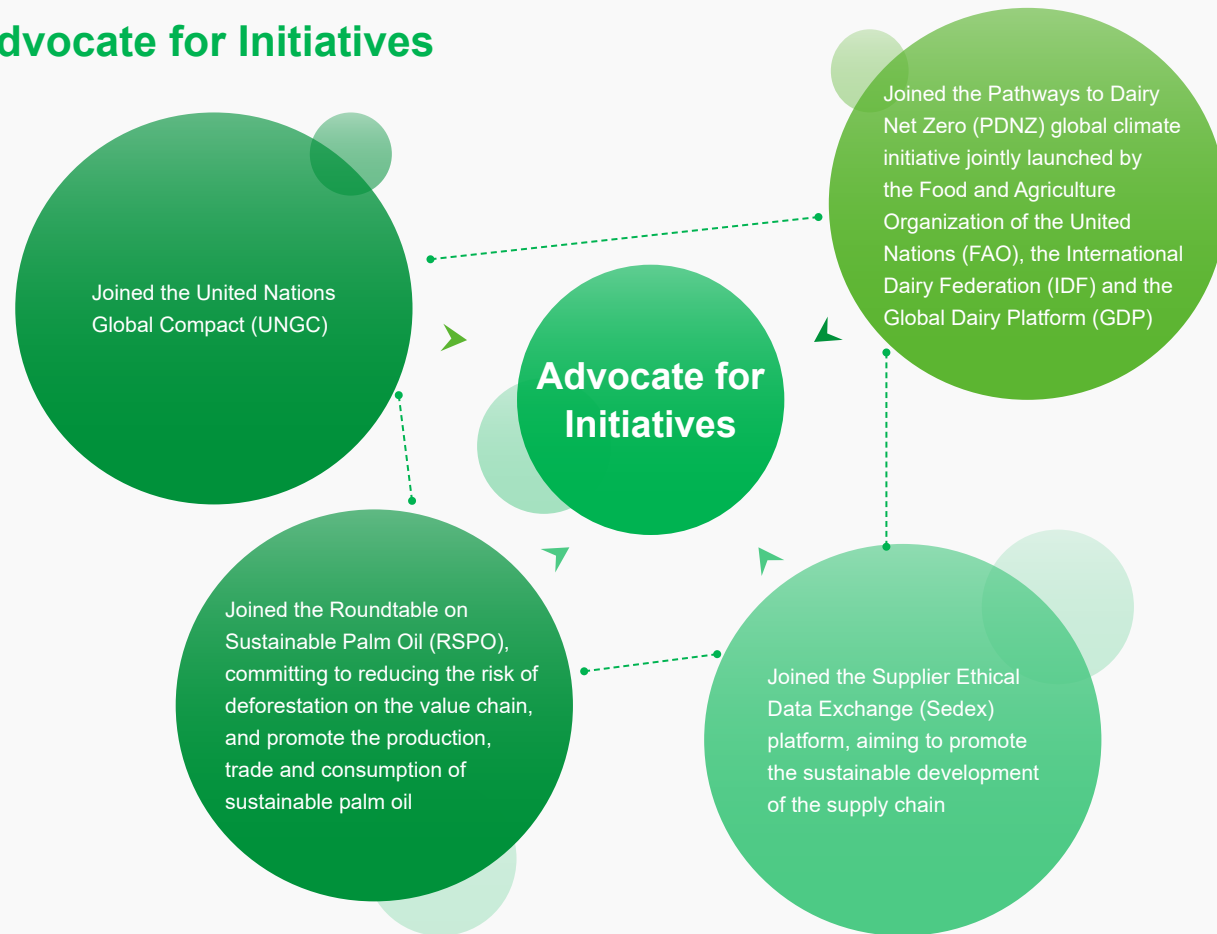 dvocate for Initiatives
Joined the United Nations
Global Compact (UNGC)
Joined the Pathways to Dairy
Net Zero (PDNZ) global climate
initiative jointly launched by
the Food and Agriculture
Organization of the United
Nations (FAO), the International
Dairy Federation (IDF) and the
Global Dairy Platform (GDP)
Advocate for
Initiatives
Joined the Roundtable on
Sustainable Palm Oil (RSPO),
committing to reducing the risk of
deforestation on the value chain,
and promote the production,
trade and consumption of
sustainable palm oil
Joined the Supplier Ethical
Data Exchange (Sedex)
platform, aiming to promote
the sustainable development
of the supply chain